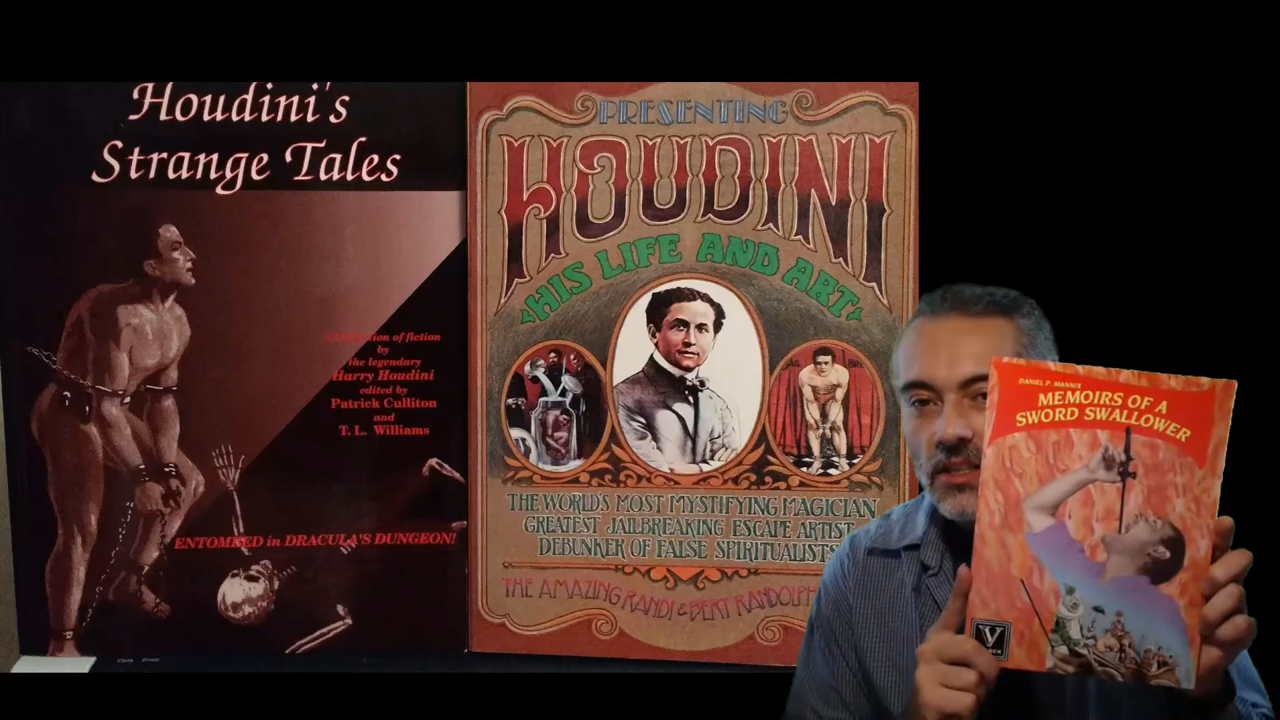 Houdini's
Strange Tales
of fiction
by
the legendary
Harry Houdini
edited by
Patrick Culliton
and
T. L. Williams
ENTOMBED in DRACULA'S DUNGEON!
PRESENTING
HOUDINI
HIS LIFE AND ART
THE WORLD'S MOST MYSTIFYING MAGICIAN
GREATEST JAILBREAKING ESCAPE ARTIST
DEBUNKER OF FALSE SPIRITUALISTS
THE AMAZING RANDI & BERT RANDOLPH
DANIEL P. MANNIX
MEMOIRS OF A
SWORD SWALLOWER
V